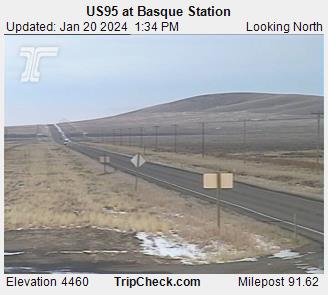 US95 at Basque Station
Updated: Jan 20 2024 1:34 PM Looking North
Elevation 4460 TripCheck.com Milepost 91.62